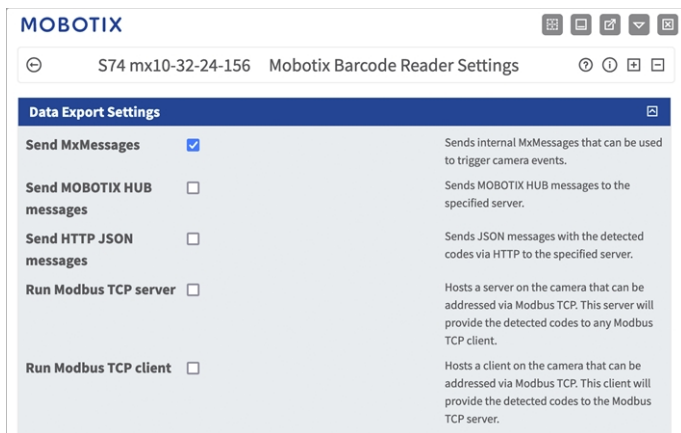 MOBOTIX
S74 mx10-32-24-156 Mobotix Barcode Reader Settings
Data Export Settings
Send MxMessages
Sends internal MxMessages that can be used
to trigger camera events.
Send MOBOTIX HUB
messages
Sends MOBOTIX HUB messages to the
specified server.
Send HTTP JSON
messages
Sends JSON messages with the detected
codes via HTTP to the specified server.
Run Modbus TCP server
Hosts a server on the camera that can be
addressed via Modbus TCP. This server will
provide the detected codes to any Modbus
TCP client.
Run Modbus TCP client
Hosts a client on the camera that can be
addressed via Modbus TCP. This client will
provide the detected codes to the Modbus
TCP server.